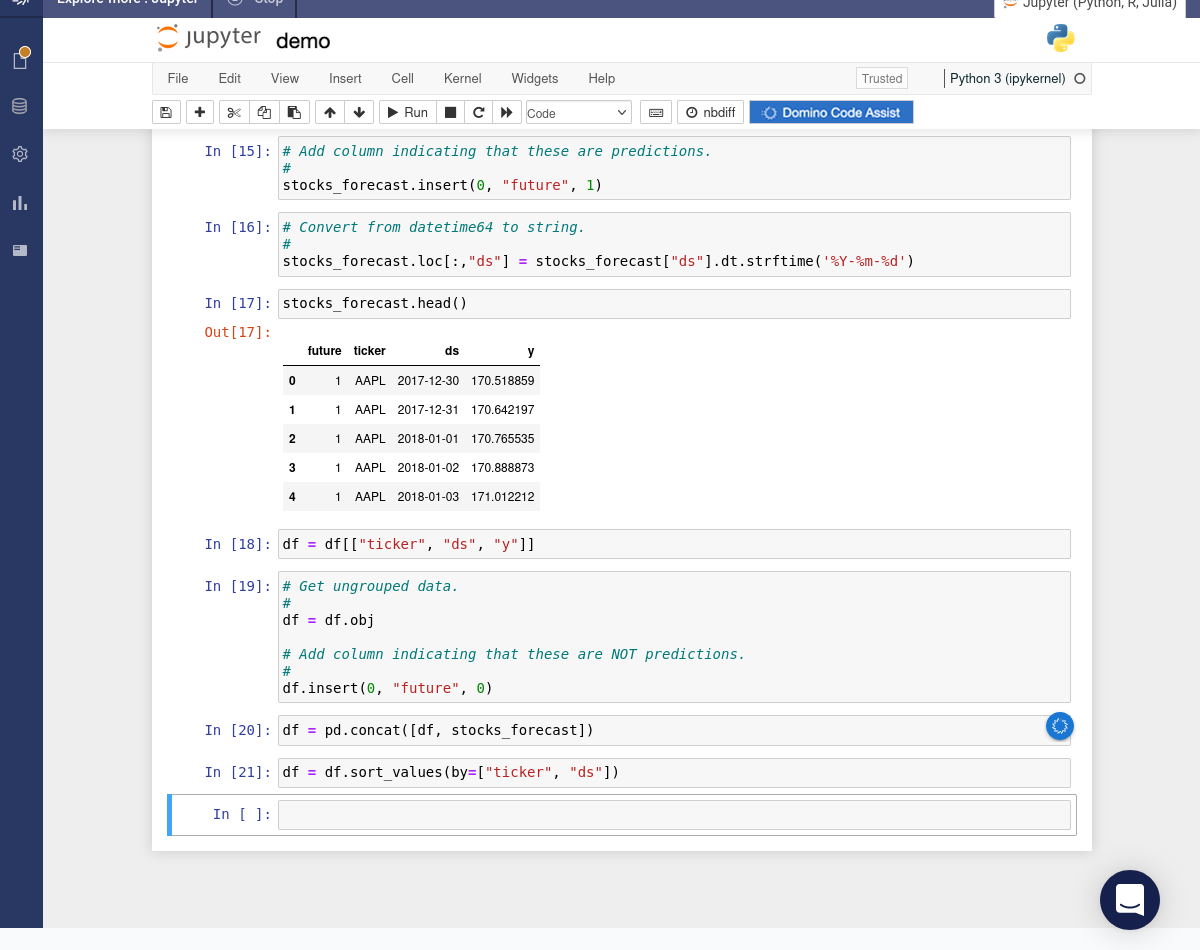 Explore more : Jupyter Stop
Jupyter (Python, R, Julia)
jupyter demo
File Edit View Insert Cell Kernel Widgets Help Trusted Python 3 (ipykernel)
Run Code nbdiff Domino Code Assist
In [15]: # Add column indicating that these are predictions.
#
stocks_forecast.insert(0, "future", 1)
In [16]: # Convert from datetime64 to string.
#
stocks_forecast.loc[:,"ds"] = stocks_forecast["ds"].dt.strftime('%Y-%m-%d')
In [17]: stocks_forecast.head()
Out[17]:
future ticker ds y
0 1 AAPL 2017-12-30 170.518859
1 1 AAPL 2017-12-31 170.642197
2 1 AAPL 2018-01-01 170.765535
3 1 AAPL 2018-01-02 170.888873
4 1 AAPL 2018-01-03 171.012212
In [18]: df = df[["ticker", "ds", "y"]]
In [19]: # Get ungrouped data.
#
df = df.obj
# Add column indicating that these are NOT predictions.
#
df.insert(0, "future", 0)
In [20]: df = pd.concat([df, stocks_forecast])
In [21]: df = df.sort_values(by=["ticker", "ds"])
In [ ]: